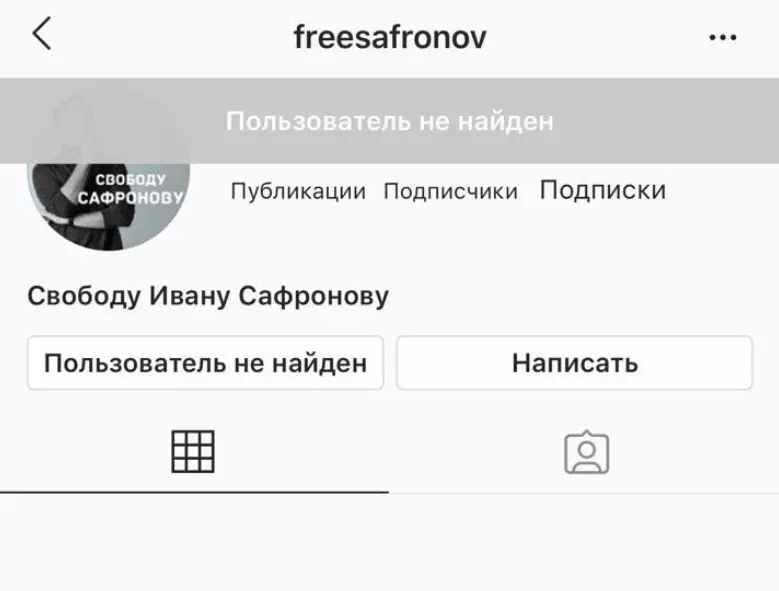 freesafronov
Пользователь не найден
СВОБОДУ
САФРОНОВУ
Публикации Подписчики Подписки
Свободу Ивану Сафронову
Пользователь не найден
Написать